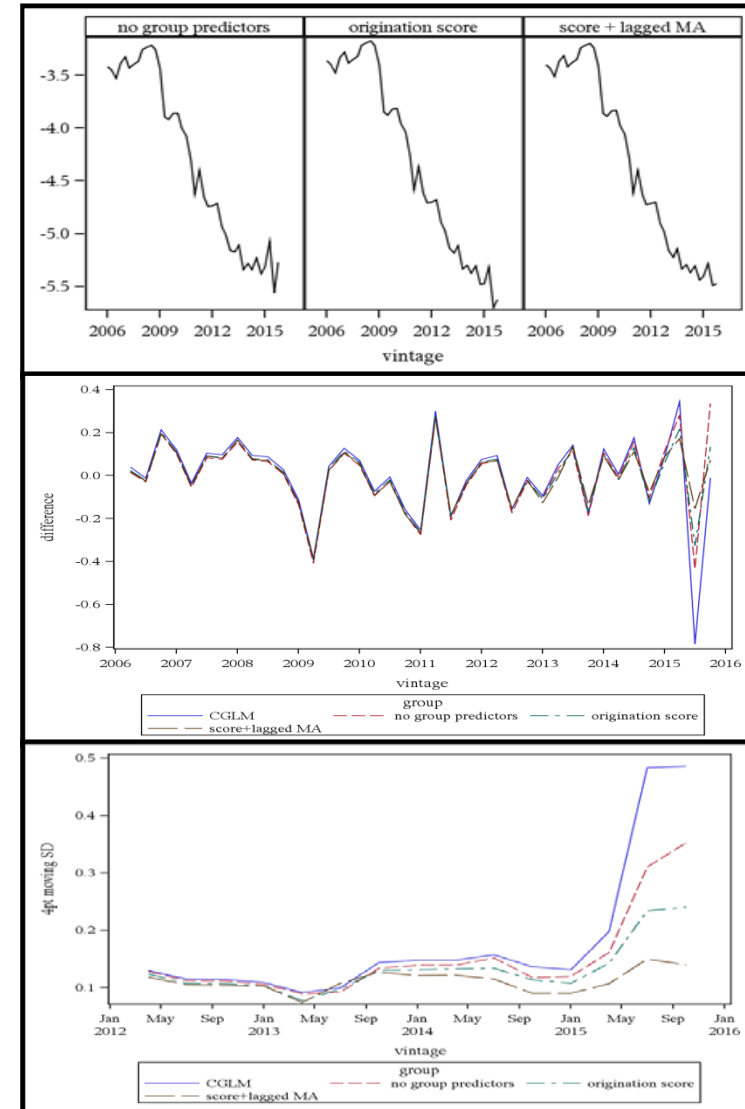 no group predictors origination score score + lagged MA
-3.5
-4.0
-4.5
-5.0
-5.5
2006 2009 2012 2015 2006 2009 2012 2015 2006 2009 2012 2015
vintage
0.4
0.2
0.0
-0.2
-0.4
-0.6
-0.8
difference
2006 2007 2008 2009 2010 2011 2012 2013 2014 2015 2016
vintage
group
CGLM no group predictors origination score
score+lagged MA
0.5
0.4
0.3
0.2
0.1
4pt moving SD
Jan May Sep Jan May Sep Jan May Sep Jan May Sep Jan
2012 2013 2014 2015 2016
vintage
group
CGLM no group predictors origination score
score+lagged MA